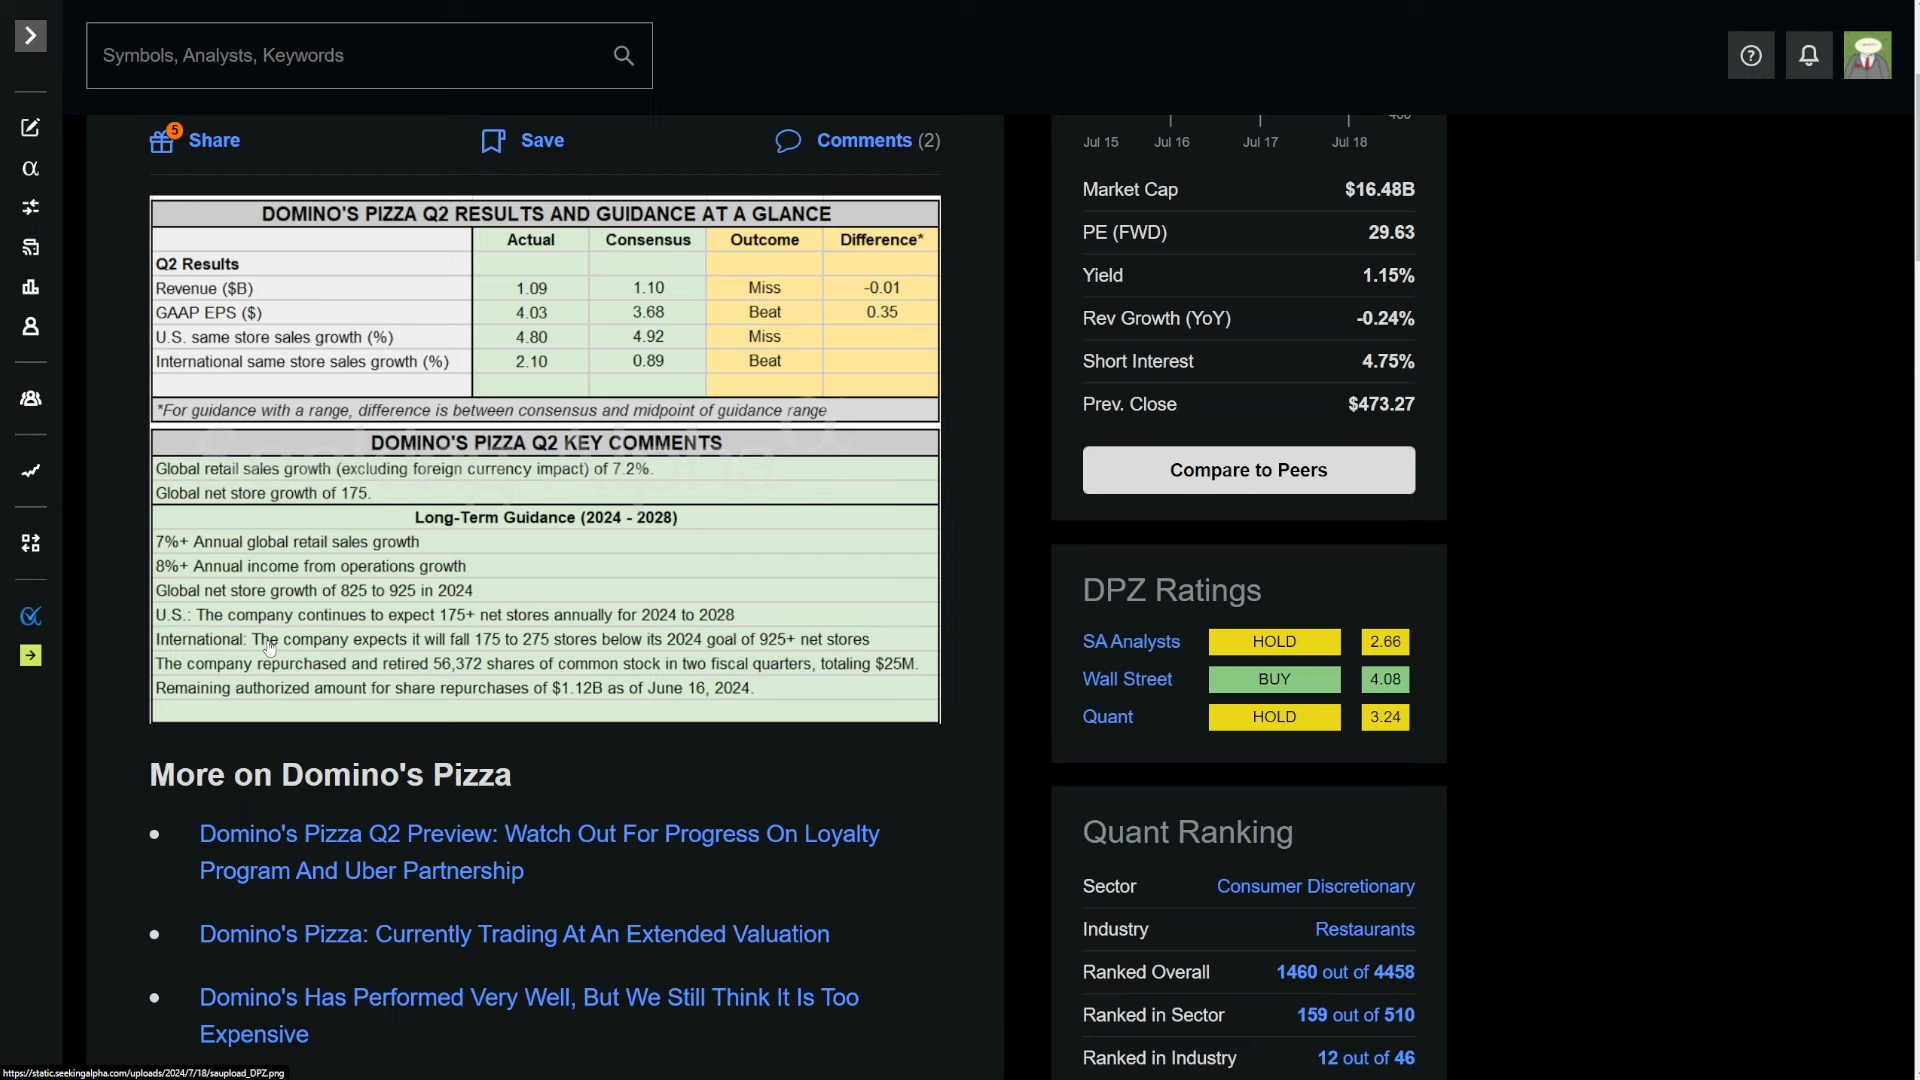 Symbols, Analysts, Keywords
5
Share
Save
Comments (2)
DOMINO'S PIZZA Q2 RESULTS AND GUIDANCE AT A GLANCE
Actual Consensus Outcome Difference*
Q2 Results
Revenue ($B) 1.09 1.10 Miss -0.01
GAAP EPS ($) 4.03 3.68 Beat 0.35
U.S. same store sales growth (%) 4.80 4.92 Miss
International same store sales growth (%) 2.10 0.89 Beat
*For guidance with a range, difference is between consensus and midpoint of guidance range
DOMINO'S PIZZA Q2 KEY COMMENTS
Global retail sales growth (excluding foreign currency impact) of 7.2%.
Global net store growth of 175.
Long-Term Guidance (2024 - 2028)
7%+ Annual global retail sales growth
8%+ Annual income from operations growth
Global net store growth of 825 to 925 in 2024
U.S.: The company continues to expect 175+ net stores annually for 2024 to 2028
International: The company expects it will fall 175 to 275 stores below its 2024 goal of 925+ net stores
The company repurchased and retired 56,372 shares of common stock in two fiscal quarters, totaling $25M.
Remaining authorized amount for share repurchases of $1.12B as of June 16, 2024.
More on Domino's Pizza
Domino's Pizza Q2 Preview: Watch Out For Progress On Loyalty
Program And Uber Partnership
Domino's Pizza: Currently Trading At An Extended Valuation
Domino's Has Performed Very Well, But We Still Think It Is Too
Expensive
https://static.seekingalpha.com/uploads/2024/7/18/saupload_DPZ.png
Jul 15 Jul 16 Jul 17 Jul 18
Market Cap $16.48B
PE (FWD) 29.63
Yield 1.15%
Rev Growth (YoY) -0.24%
Short Interest 4.75%
Prev. Close $473.27
Compare to Peers
DPZ Ratings
SA Analysts HOLD 2.66
Wall Street BUY 4.08
Quant HOLD 3.24
Quant Ranking
Sector Consumer Discretionary
Industry Restaurants
Ranked Overall 1460 out of 4458
Ranked in Sector 159 out of 510
Ranked in Industry 12 out of 46